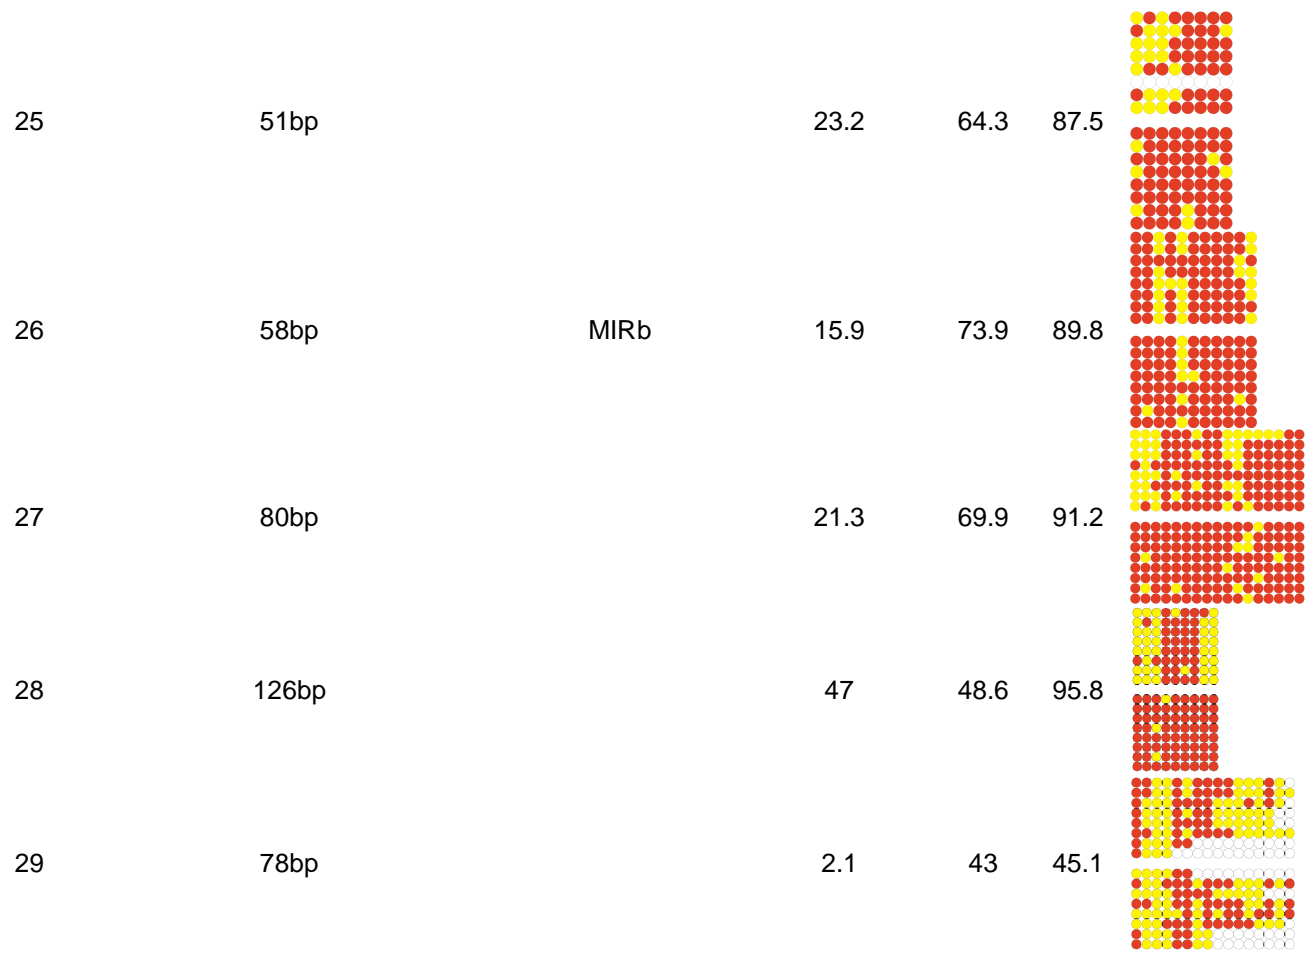 25 51bp 23.2 64.3 87.5
26 58bp MIRb 15.9 73.9 89.8
27 80bp 21.3 69.9 91.2
28 126bp 47 48.6 95.8
29 78bp 2.1 43 45.1